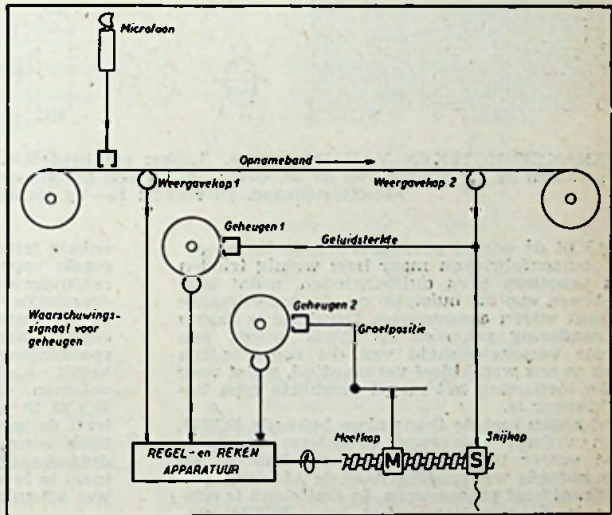 Microfoon
Opnameband
Weergavekop 1
Weergavekop 2
Geheugen 1
Geluidsterkte
Geheugen 2
Waarschuwings-
signaal voor
geheugen
Groefpositie
Meetkop
Snijkop
REGEL- en REKEN
APPARATUUR
M
S